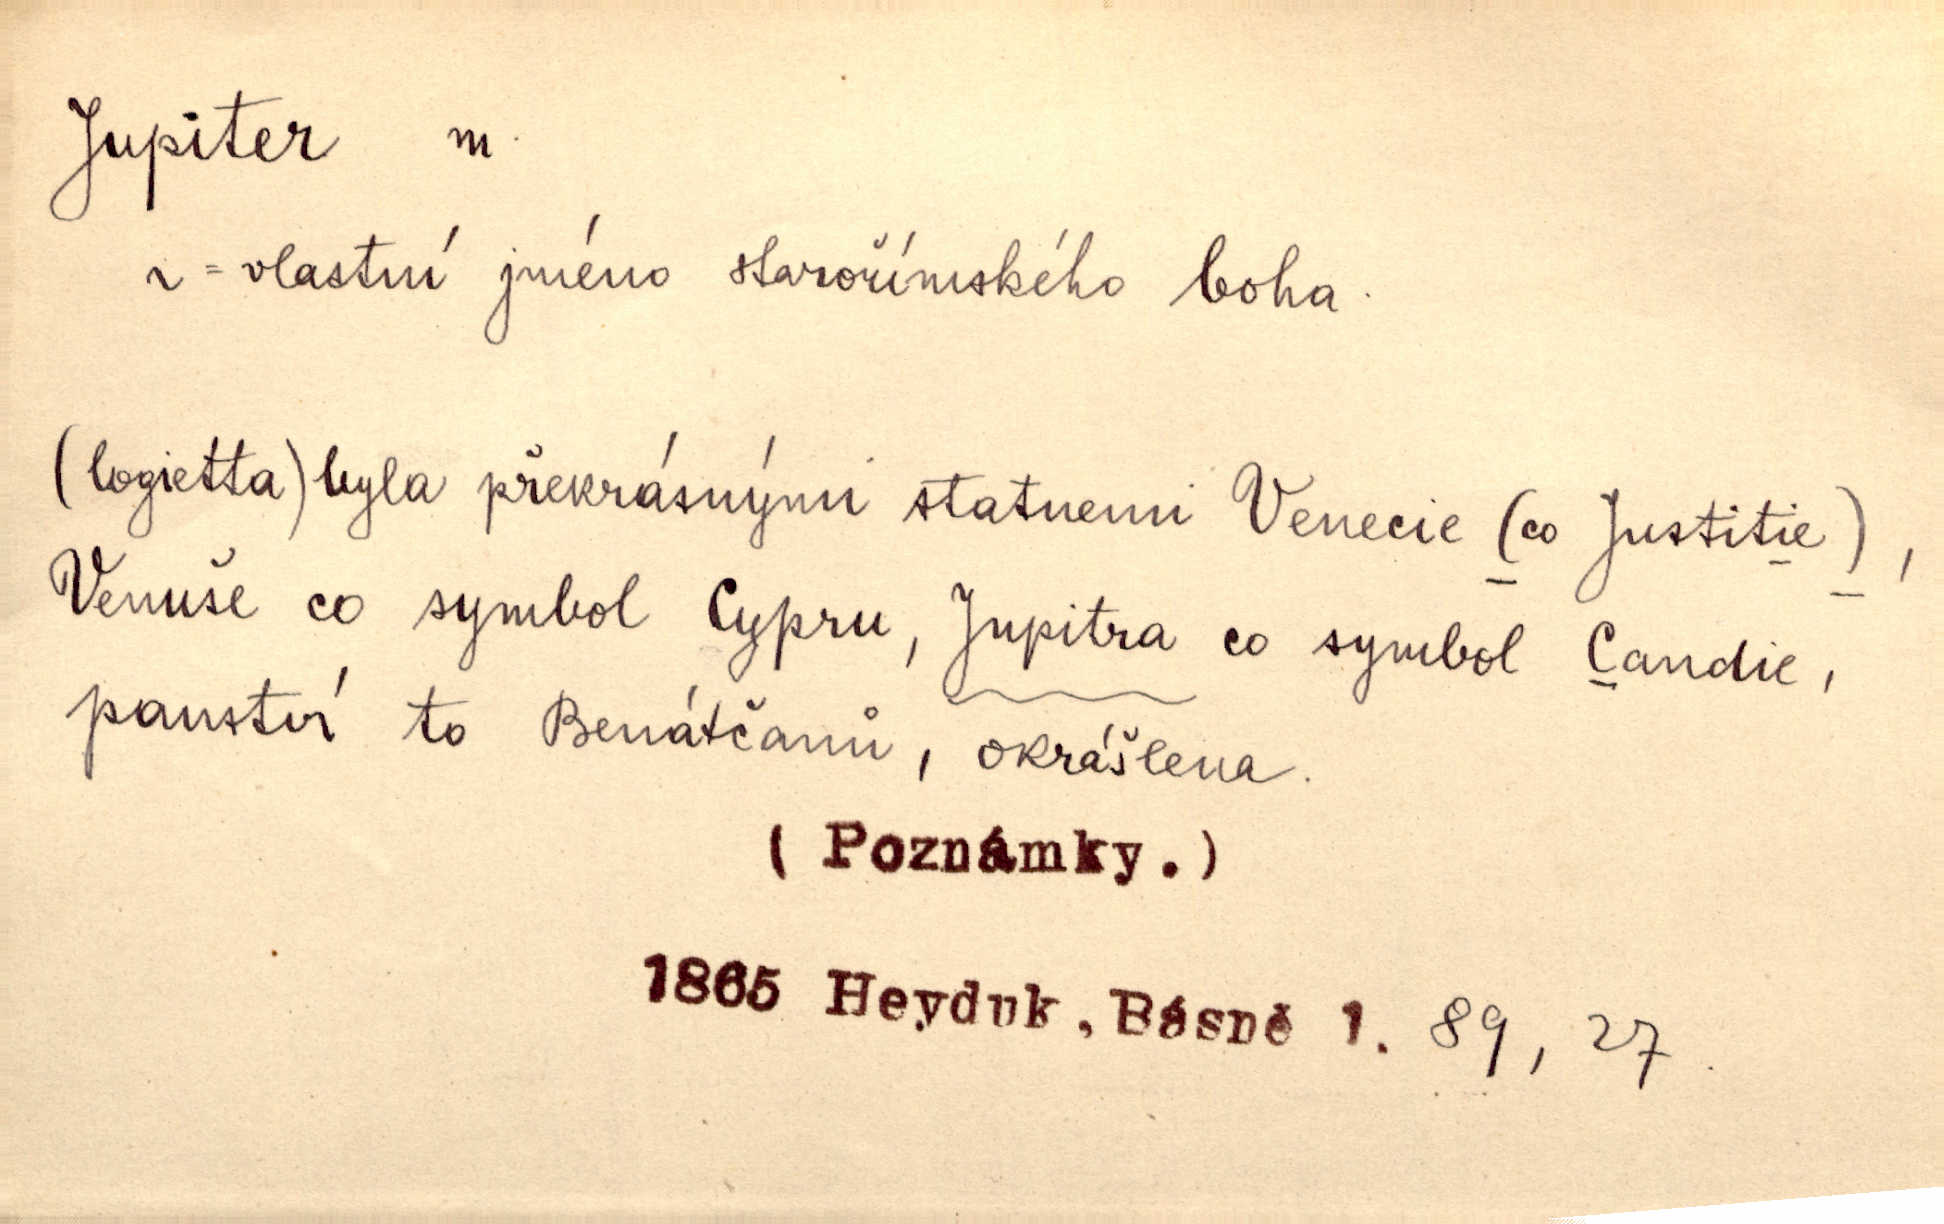 Jupiter m.
1 = vlastní jméno starořímského boha.
(logietta) byla překrásnými statuemi Venecie (co Justitie),
Venuše co symbol Cypru, Jupitra co symbol Candie,
panství to Benátčanů, okrášlena.
(Poznámky.)
1865 Heyduk, Básně 1. 89, 27.